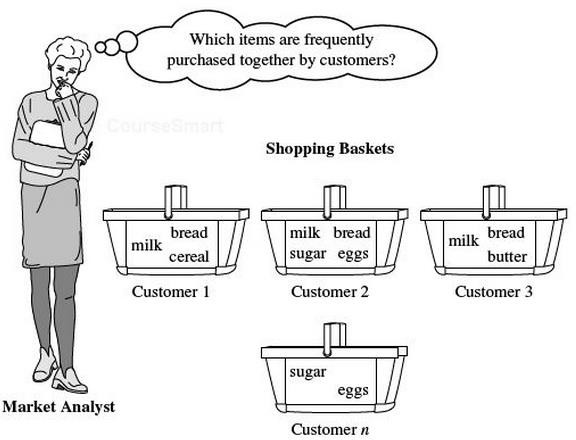 Which items are frequently
purchased together by customers?
CourseSmart
Shopping Baskets
milk bread
cereal
milk bread
sugar eggs
milk bread
butter
Customer 1
Customer 2
Customer 3
sugar
eggs
Market Analyst
Customer n